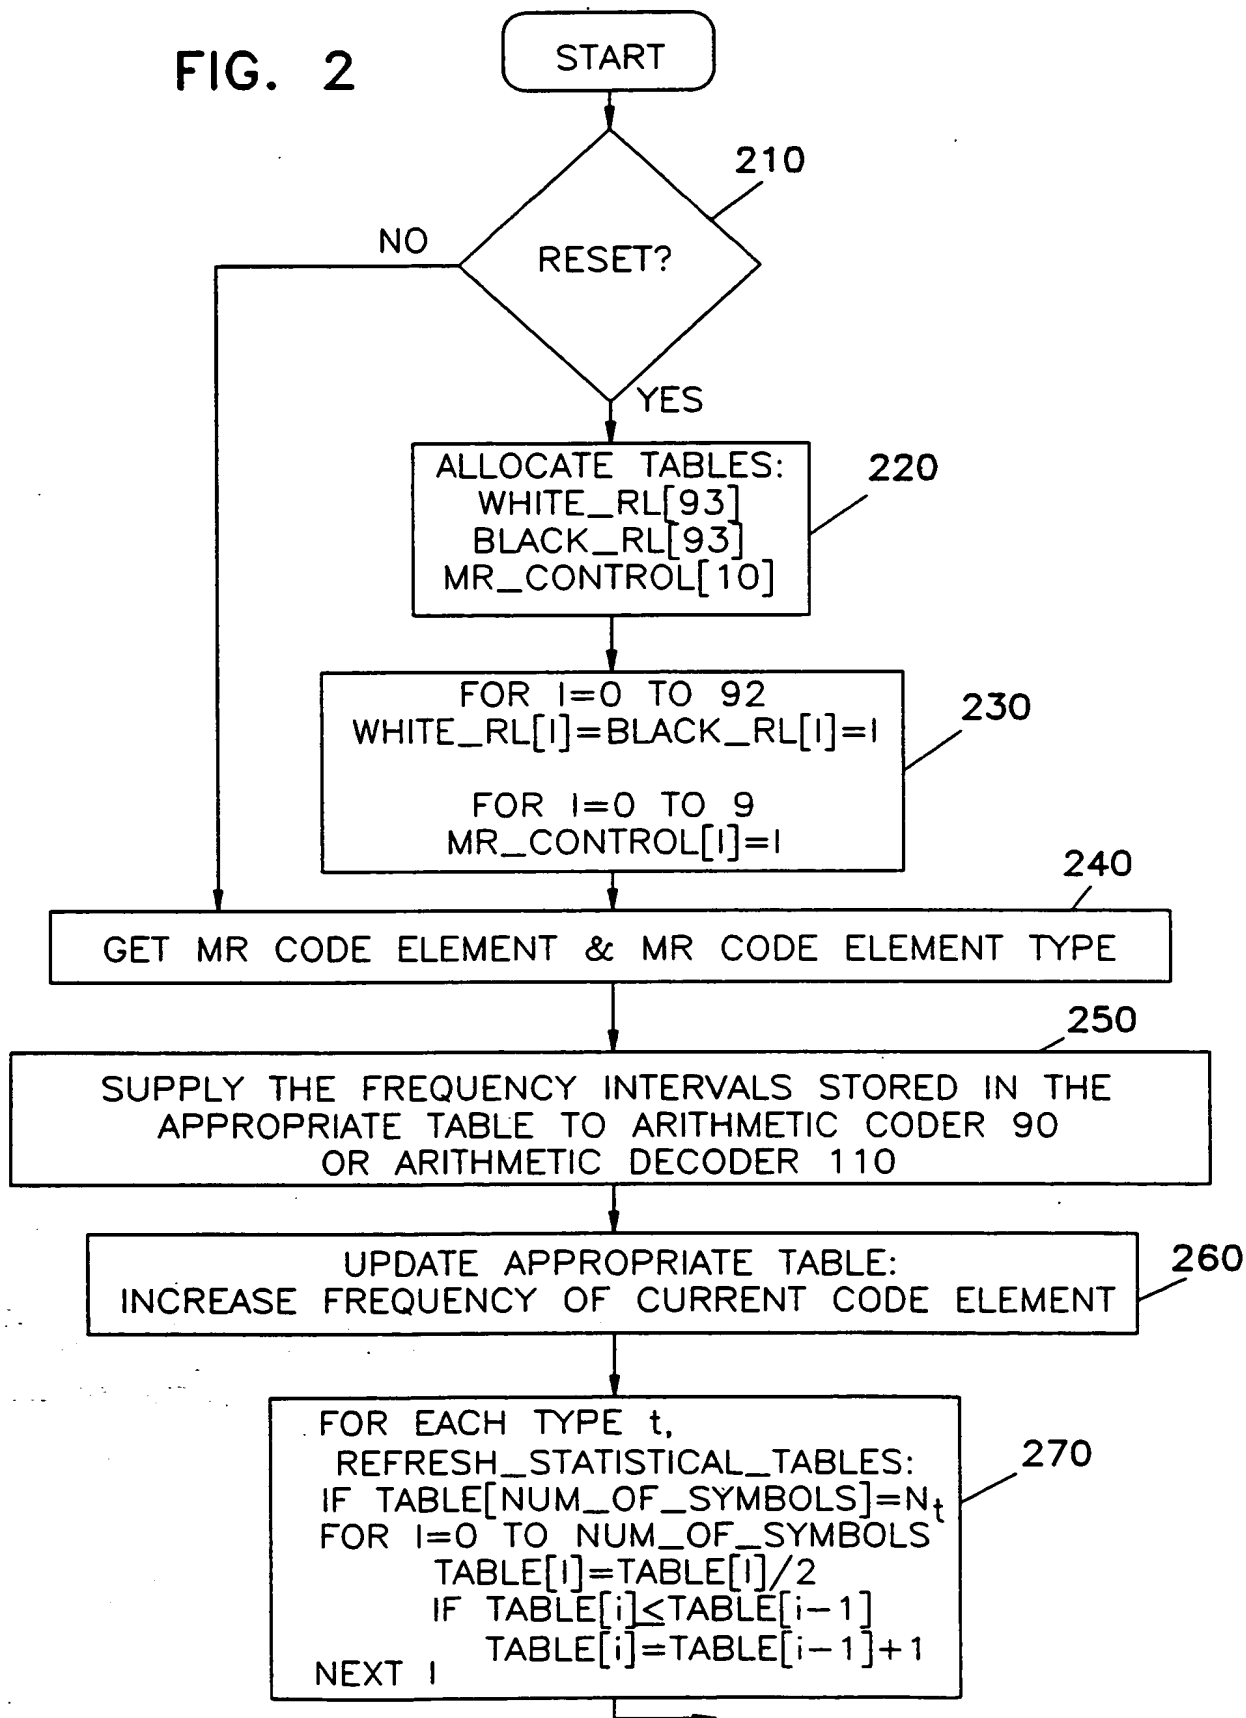 FIG. 2
START
210
RESET?
NO
YES
ALLOCATE TABLES:
WHITE_RL[93]
BLACK_RL[93]
MR_CONTROL[10]
220
FOR I=0 TO 92
WHITE_RL[I]=BLACK_RL[I]=I
FOR I=0 TO 9
MR_CONTROL[I]=I
230
240
GET MR CODE ELEMENT & MR CODE ELEMENT TYPE
250
SUPPLY THE FREQUENCY INTERVALS STORED IN THE
APPROPRIATE TABLE TO ARITHMETIC CODER 90
OR ARITHMETIC DECODER 110
UPDATE APPROPRIATE TABLE:
INCREASE FREQUENCY OF CURRENT CODE ELEMENT
260
FOR EACH TYPE t,
REFRESH_STATISTICAL_TABLES:
IF TABLE[NUM_OF_SYMBOLS]=Nt
FOR I=0 TO NUM_OF_SYMBOLS
TABLE[I]=TABLE[I]/2
IF TABLE[i]≤TABLE[i-1]
TABLE[i]=TABLE[i-1]+1
NEXT I
270